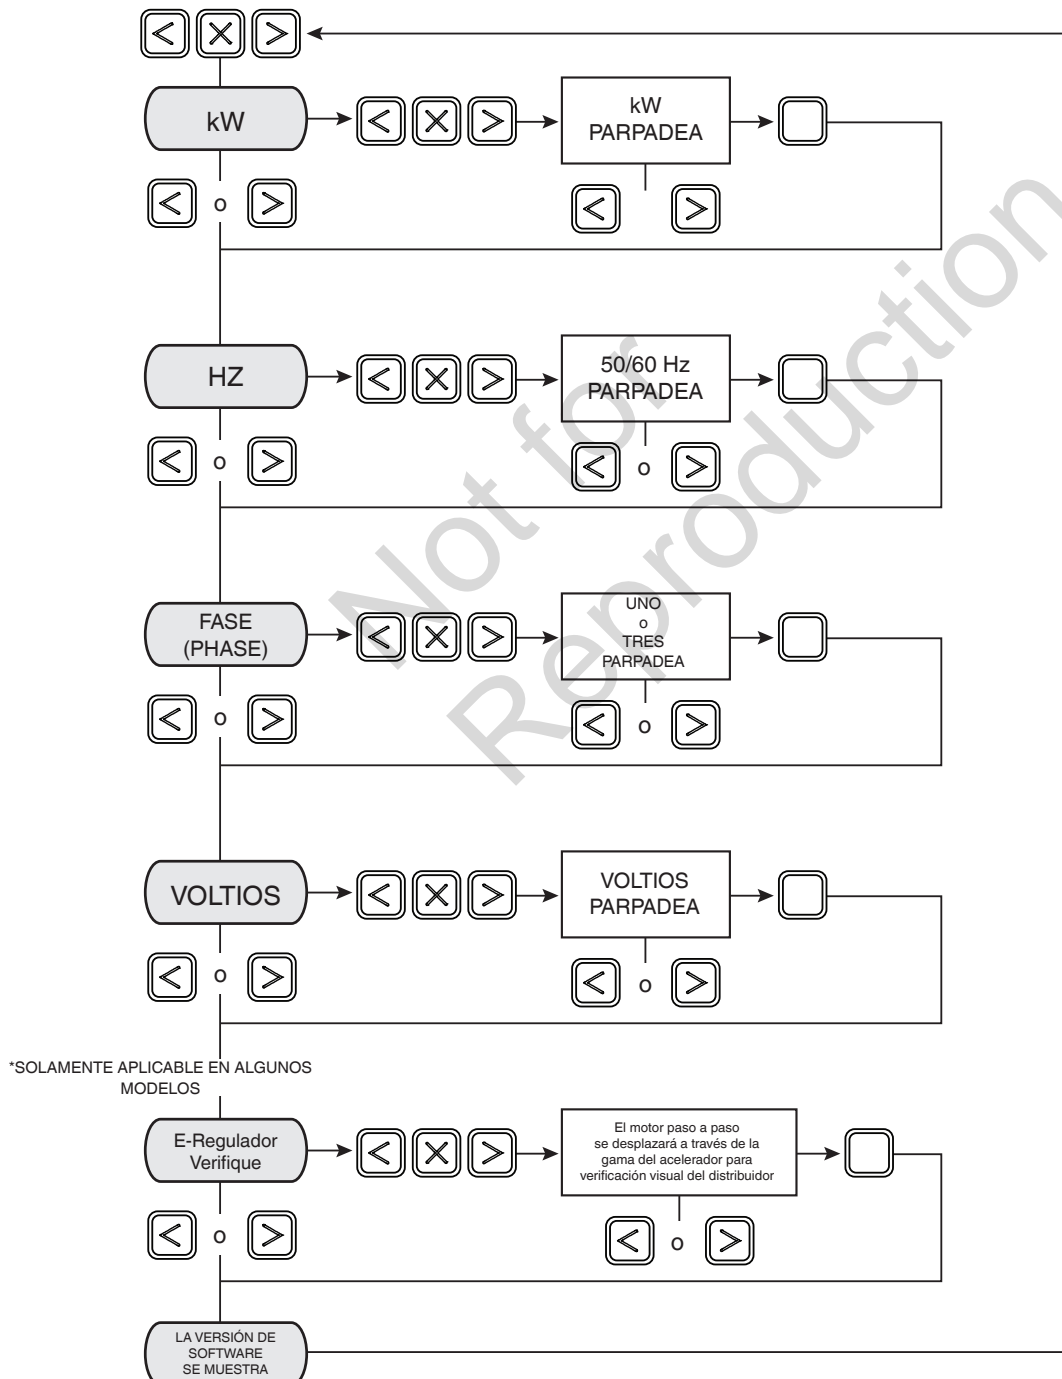 < X >
kW
< X >
kW
PARPADEA
< o >
< >
HZ
< X >
50/60 Hz
PARPADEA
< o >
< o >
FASE
(PHASE)
< X >
UNO
o
TRES
PARPADEA
< o >
< o >
VOLTIOS
< X >
VOLTIOS
PARPADEA
< o >
< o >
*SOLAMENTE APLICABLE EN ALGUNOS
MODELOS
E-Regulador
Verifique
< X >
El motor paso a paso
se desplazará a través de la
gama del acelerador para
verificación visual del distribuidor
< o >
< o >
LA VERSIÓN DE
SOFTWARE
SE MUESTRA
Not for
Reproduction